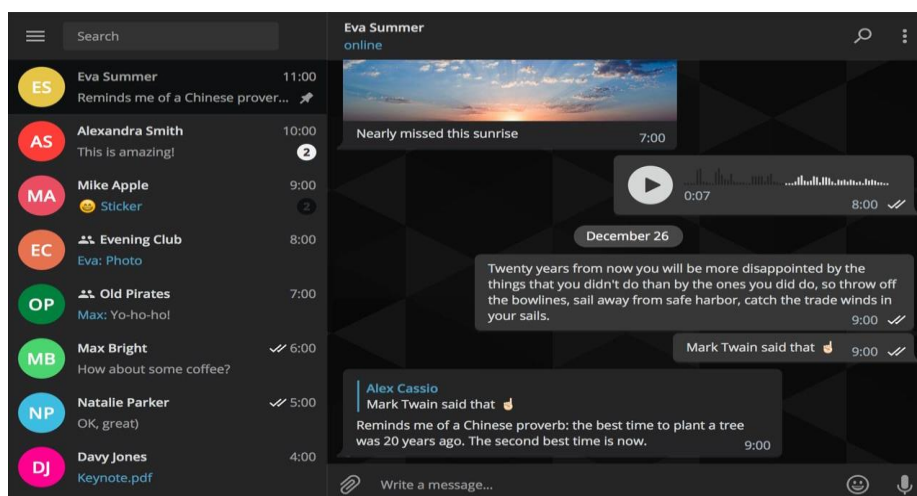 Search
ES
Eva Summer 11:00
Reminds me of a Chinese prover...
AS
Alexandra Smith 10:00
This is amazing! 2
MA
Mike Apple 9:00
Sticker 2
EC
Evening Club 8:00
Eva: Photo
OP
Old Pirates 7:00
Max: Yo-ho-ho!
MB
Max Bright 6:00
How about some coffee?
NP
Natalie Parker 5:00
OK, great)
DJ
Davy Jones 4:00
Keynote.pdf
Eva Summer
online
Nearly missed this sunrise
7:00
0:07
8:00
December 26
Twenty years from now you will be more disappointed by the
things that you didn't do than by the ones you did do, so throw off
the bowlines, sail away from safe harbor, catch the trade winds in
your sails.
9:00
Mark Twain said that ☝🏻 9:00
Alex Cassio
Mark Twain said that ☝🏻
Reminds me of a Chinese proverb: the best time to plant a tree
was 20 years ago. The second best time is now.
9:00
Write a message...